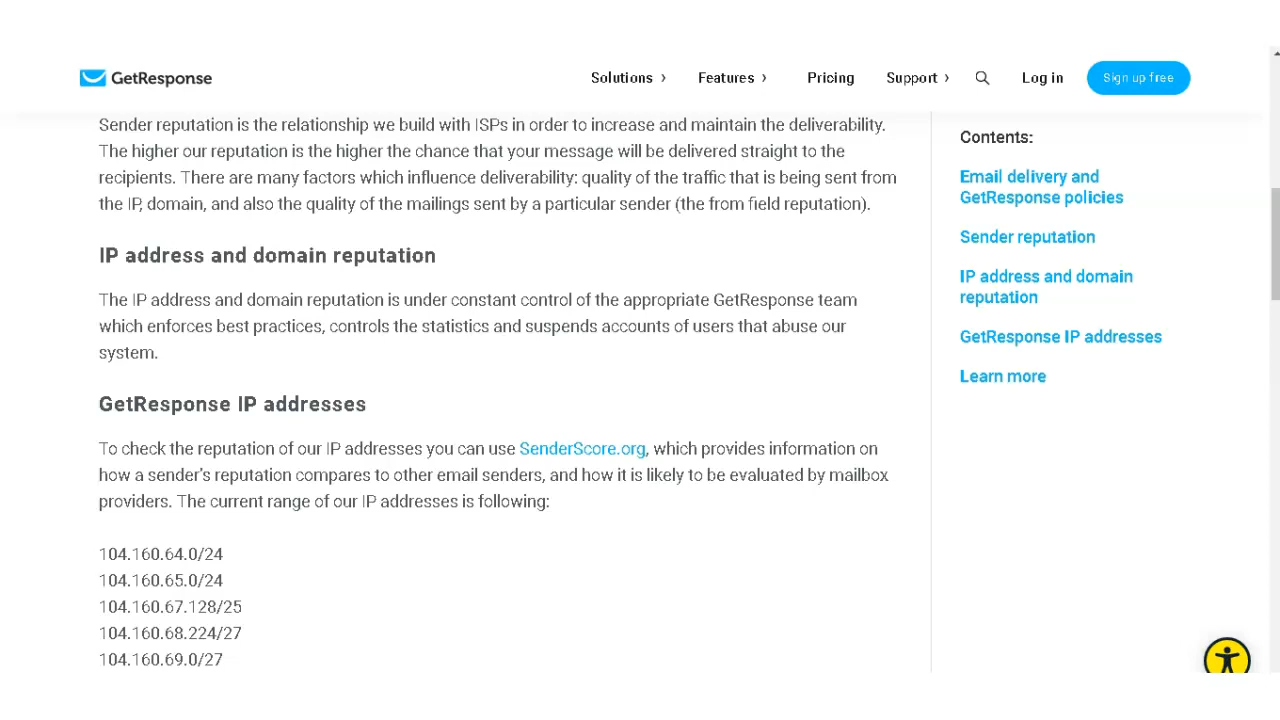 GetResponse
Solutions ›
Features ›
Pricing
Support ›
Log in
Sign up free
Sender reputation is the relationship we build with ISPs in order to increase and maintain the deliverability.
The higher our reputation is the higher the chance that your message will be delivered straight to the
recipients. There are many factors which influence deliverability: quality of the traffic that is being sent from
the IP, domain, and also the quality of the mailings sent by a particular sender (the from field reputation).
IP address and domain reputation
The IP address and domain reputation is under constant control of the appropriate GetResponse team
which enforces best practices, controls the statistics and suspends accounts of users that abuse our
system.
GetResponse IP addresses
To check the reputation of our IP addresses you can use SenderScore.org, which provides information on
how a sender's reputation compares to other email senders, and how it is likely to be evaluated by mailbox
providers. The current range of our IP addresses is following:
104.160.64.0/24
104.160.65.0/24
104.160.67.128/25
104.160.68.224/27
104.160.69.0/27
Contents:
Email delivery and
GetResponse policies
Sender reputation
IP address and domain
reputation
GetResponse IP addresses
Learn more